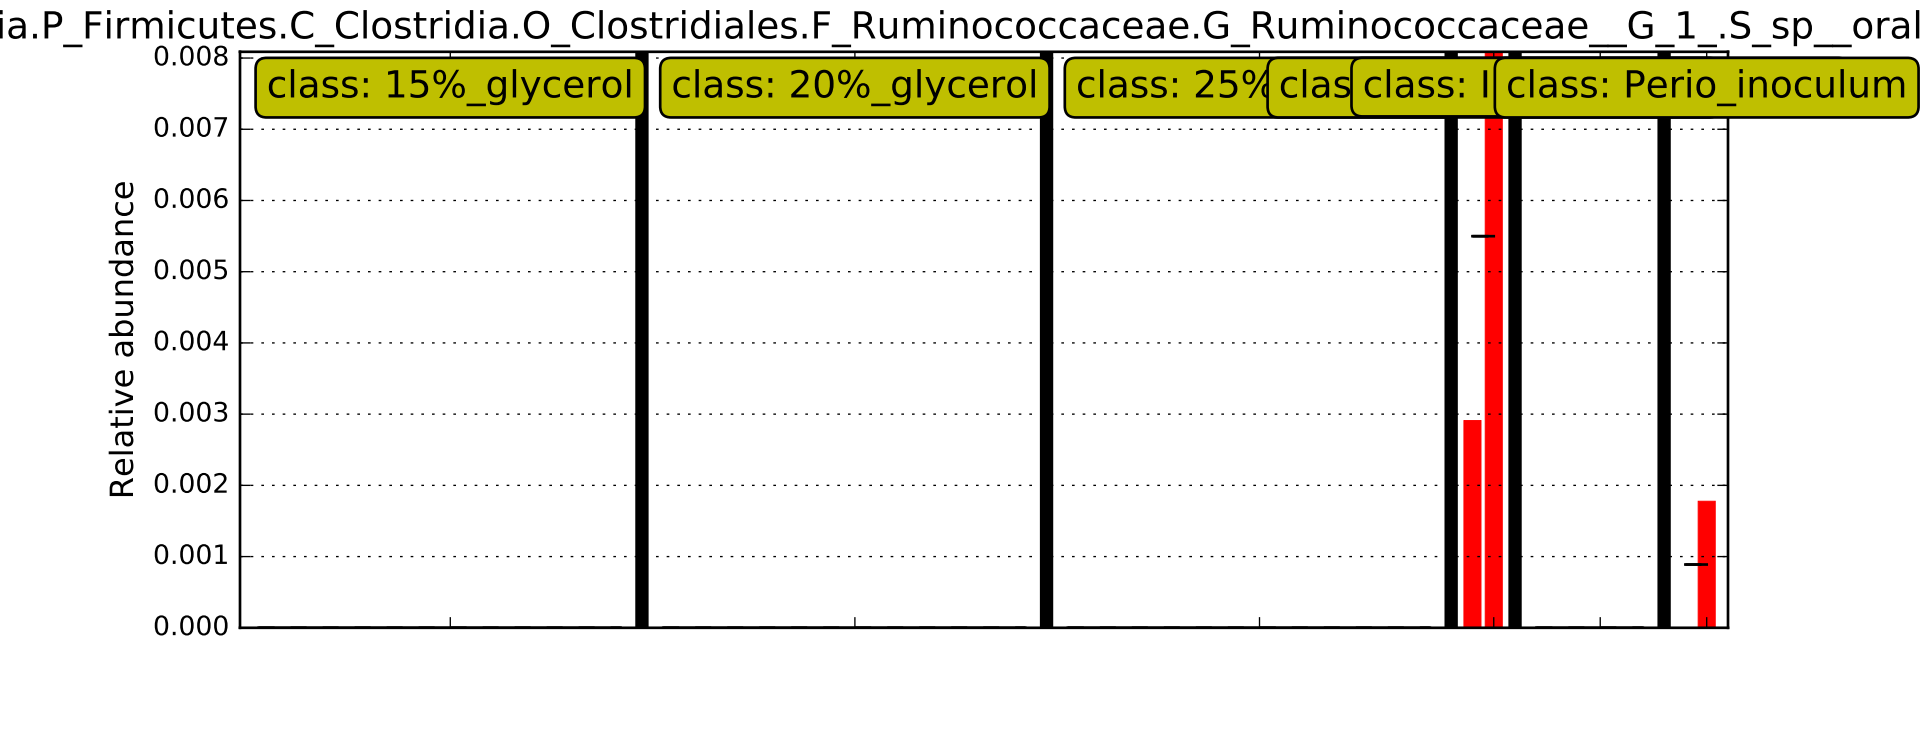 ia.P_Firmicutes.C_Clostridia.O_Clostridiales.F_Ruminococcaceae.G_Ruminococcaceae__G_1_.S_sp__oral
class: 15%_glycerol
class: 20%_glycerol
class: 25%
clas
class: I
class: Perio_inoculum
Relative abundance
0.008
0.007
0.006
0.005
0.004
0.003
0.002
0.001
0.000